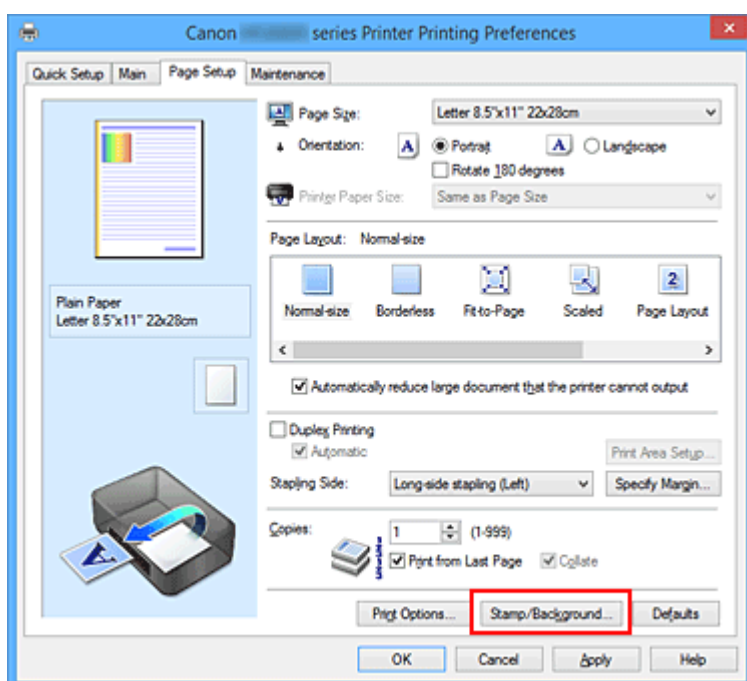 Canon series Printer Printing Preferences
Quick Setup Main Page Setup Maintenance
Page Size: Letter 8.5"x11" 22x28cm
Orientation: A Portrait A Landscape
Rotate 180 degrees
Printer Paper Size: Same as Page Size
Page Layout: Normal-size
Normal-size Borderless Fit-to-Page Scaled Page Layout
2
Plain Paper
Letter 8.5"x11" 22x28cm
Automatically reduce large document that the printer cannot output
Duplex Printing
Automatic
Print Area Setup...
Stapling Side: Long-side stapling (Left) Specify Margin...
Copies: 1 (1-999)
Print from Last Page Collate
Print Options... Stamp/Background... Defaults
OK Cancel Apply Help